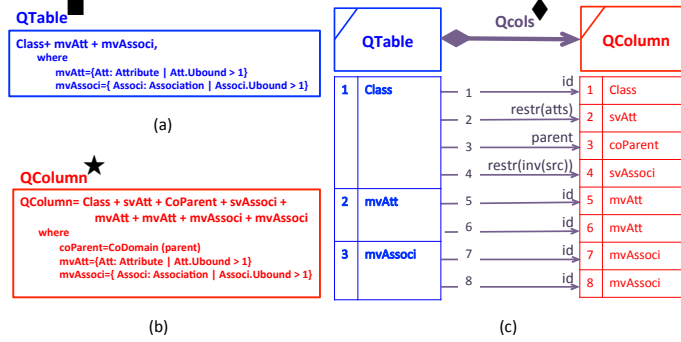 QTable
Class+ mvAtt + mvAssoci,
where
mvAtt={Att: Attribute | Att.Ubound > 1}
mvAssoci={ Associ: Association | Associ.Ubound > 1}
(a)
QColumn
QColumn= Class + svAtt + CoParent + svAssoci +
mvAtt + mvAtt + mvAssoci + mvAssoci
where
coParent=CoDomain (parent)
mvAtt={Att: Attribute | Att.Ubound > 1}
mvAssoci={ Associ: Association | Associ.Ubound > 1}
(b)
QTable
Qcols
QColumn
1 Class
2 mvAtt
3 mvAssoci
1 id
2 restr(atts)
3 parent
4 restr(inv(src))
5 id
6 id
7 id
8 id
1 Class
2 svAtt
3 coParent
4 svAssoci
5 mvAtt
6 mvAtt
7 mvAssoci
8 mvAssoci
(c)